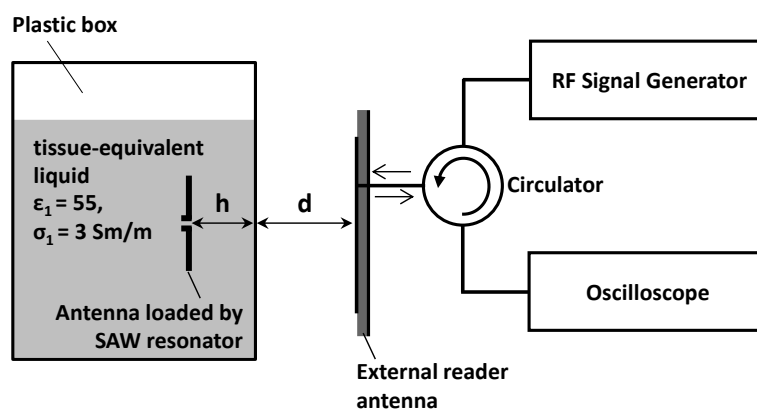 Plastic box
RF Signal Generator
tissue-equivalent
liquid
ε₁ = 55,
σ₁ = 3 Sm/m
h
d
Circulator
Antenna loaded by
SAW resonator
Oscilloscope
External reader
antenna